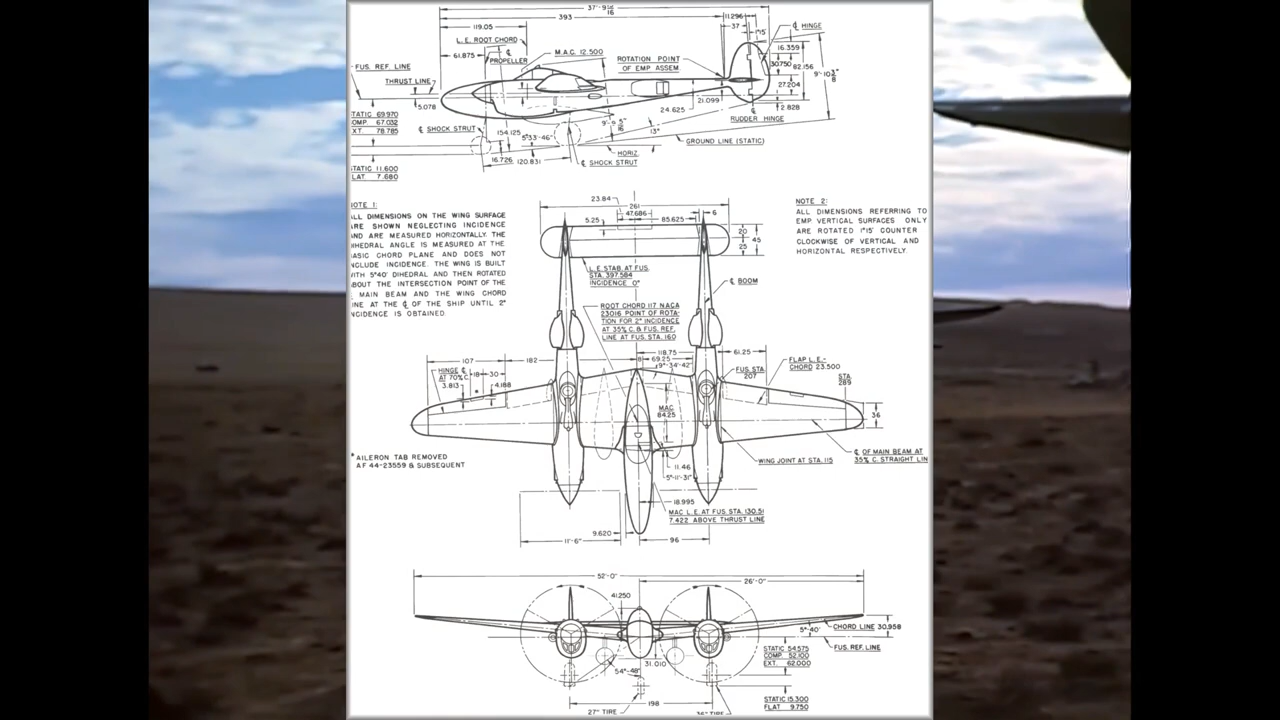 37'-9 15/16
393
11.296
119.05
37
1°15'
℄ HINGE
L.E. ROOT CHORD
℄
PROPELLER
61.875
M.A.C. 12.500
ROTATION POINT
OF EMP ASSEM.
16.359
30.750
82.156
27.204
2.828
FUS. REF. LINE
THRUST LINE
5.078
21.099
24.625
RUDDER HINGE
STATIC 69.970
COMP. 67.032
EXT. 78.785
℄ SHOCK STRUT
154.125
5°33'-46"
13°
GROUND LINE (STATIC)
HORIZ.
℄ SHOCK STRUT
16.726
120.831
STATIC 11.600
FLAT 7.680
NOTE 1:
ALL DIMENSIONS ON THE WING SURFACE
ARE SHOWN NEGLECTING INCIDENCE
AND ARE MEASURED HORIZONTALLY. THE
DIHEDRAL ANGLE IS MEASURED AT THE
BASIC CHORD PLANE AND DOES NOT
INCLUDE INCIDENCE. THE WING IS BUILT
WITH 5°40' DIHEDRAL AND THEN ROTATED
ABOUT THE INTERSECTION POINT OF THE
MAIN BEAM AND THE WING CHORD
LINE AT THE ℄ OF THE SHIP UNTIL 2°
INCIDENCE IS OBTAINED.
NOTE 2:
ALL DIMENSIONS REFERRING TO
EMP VERTICAL SURFACES ONLY
ARE ROTATED 1°15' COUNTER
CLOCKWISE OF VERTICAL AND
HORIZONTAL RESPECTIVELY.
23.84
261
47.686
5.25
85.625
6
20
25
45
L.E. STAB. AT FUS.
STA. 397.584
INCIDENCE 0°
℄ BOOM
ROOT CHORD 117 NACA
23016 POINT OF ROTA-
TION FOR 2° INCIDENCE
AT 35% C. & FUS. REF.
LINE AT FUS. STA. 160
107
182
118.75
69.25
61.25
9°-34'-42"
HINGE ℄
AT 70% C.
18
30
3.813
4.188
*
FUS. STA.
207
FLAP L.E.-
CHORD 23.500
STA.
289
MAC
84.25
36
* AILERON TAB REMOVED
AF 44-23559 & SUBSEQUENT
WING JOINT AT STA. 115
℄ OF MAIN BEAM AT
35% C. STRAIGHT LIN
11.46
5°-11'-31"
18.995
MAC L.E. AT FUS. STA. 130.51
7.422 ABOVE THRUST LINE
9.620
11'-6"
96
52'-0"
26'-0"
41.250
5°-40'
CHORD LINE 30.958
FUS. REF. LINE
31.010
54°-48'
STATIC 54.575
COMP. 52.100
EXT. 62.000
198
STATIC 15.300
FLAT 9.750
27" TIRE
36" TIRE